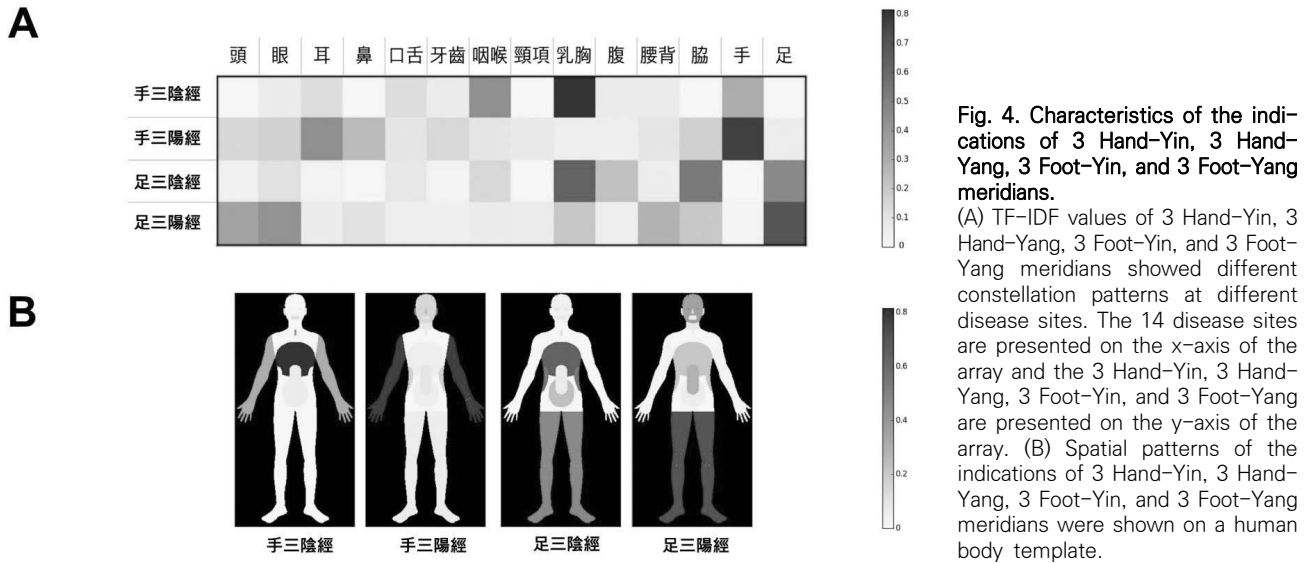 A
頭 眼 耳 鼻 口舌 牙齒 咽喉 頸項 乳胸 腹 腰背 脇 手 足
手三陰經
手三陽經
足三陰經
足三陽經
0.8
0.7
0.6
0.5
0.4
0.3
0.2
0.1
0
B
手三陰經 手三陽經 足三陰經 足三陽經
0.8
0.6
0.4
0.2
0
Fig. 4. Characteristics of the indi-
cations of 3 Hand-Yin, 3 Hand-
Yang, 3 Foot-Yin, and 3 Foot-Yang
meridians.
(A) TF-IDF values of 3 Hand-Yin, 3
Hand-Yang, 3 Foot-Yin, and 3 Foot-
Yang meridians showed different
constellation patterns at different
disease sites. The 14 disease sites
are presented on the x-axis of the
array and the 3 Hand-Yin, 3 Hand-
Yang, 3 Foot-Yin, and 3 Foot-Yang
are presented on the y-axis of the
array. (B) Spatial patterns of the
indications of 3 Hand-Yin, 3 Hand-
Yang, 3 Foot-Yin, and 3 Foot-Yang
meridians were shown on a human
body template.